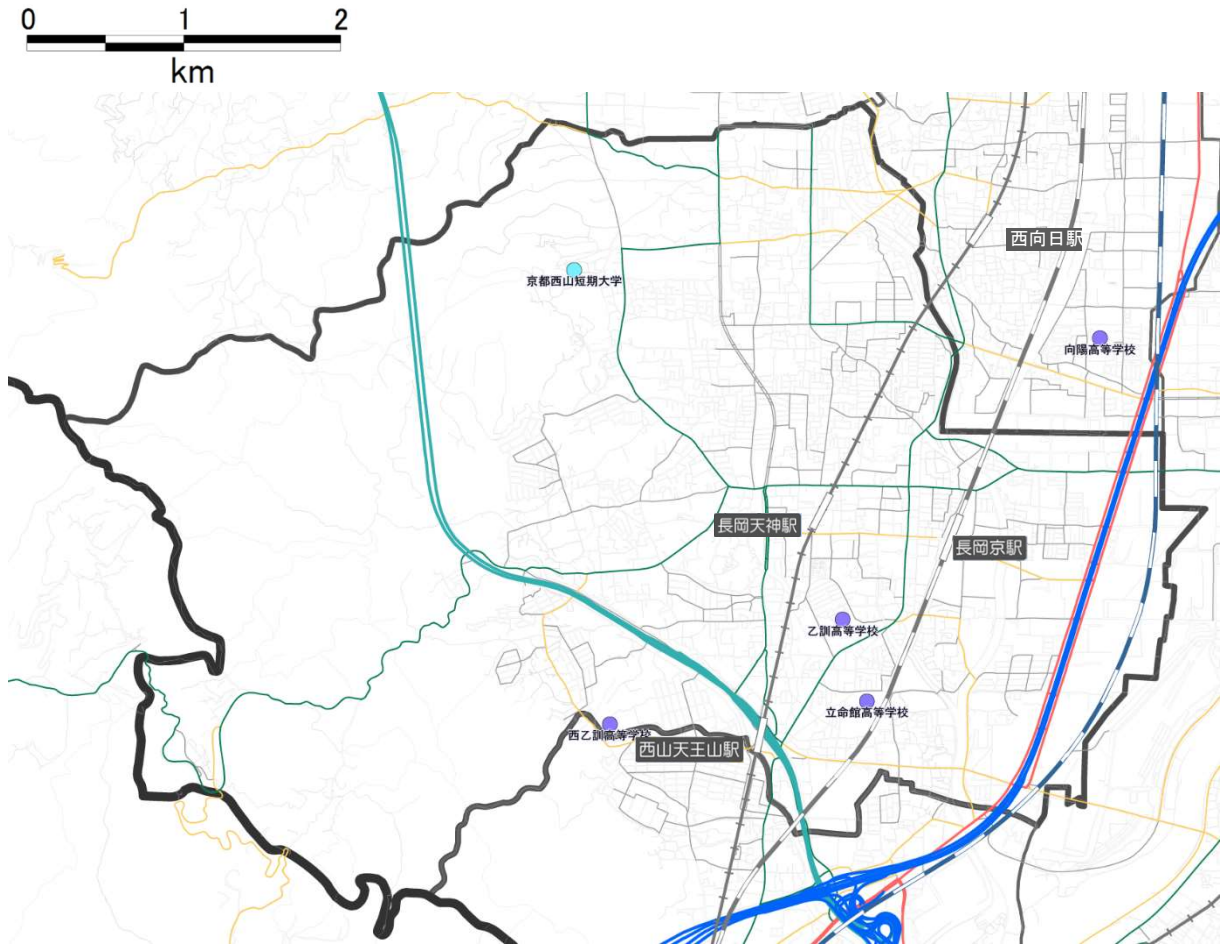 0 1 2
km
西向日駅
京都西山短期大学
向陽高等学校
長岡天神駅
長岡京駅
乙訓高等学校
立命館高等学校
西乙訓高等学校
西山天王山駅